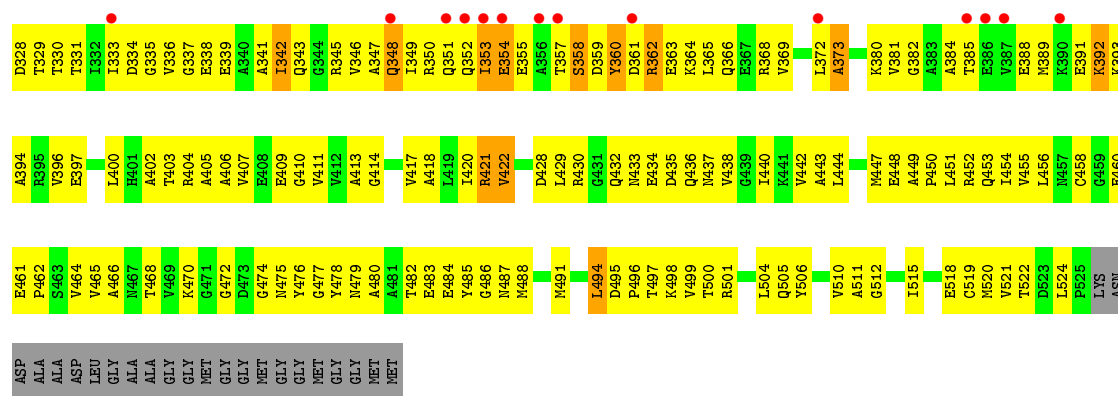 D328 T329 T330 T331 I332 I333 D334 G335 V336 G337 E338 E339 A340 A341 I342 Q343 G344 R345 V346 A347 Q348 I349 R350 Q351 Q352 I353 E354 E355 A356 T357 S358 D359 Y360 D361 R362 E363 K364 L365 Q366 E367 R368 V369 L372 A373 K380 V381 G382 A383 A384 T385 E386 V387 E388 M389 K390 E391 K392 K393
A394 R395 V396 E397 L400 H401 A402 T403 R404 A405 A406 V407 E408 E409 G410 V411 V412 A413 G414 V417 A418 L419 I420 R421 V422 D428 L429 R430 G431 Q432 N433 E434 D435 Q436 N437 V438 G439 I440 K441 V442 A443 L444 M447 E448 A449 P450 L451 R452 Q453 I454 V455 L456 N457 C458 G459 E460
E461 P462 S463 V464 V465 A466 N467 T468 V469 K470 G471 G472 D473 G474 N475 Y476 G477 Y478 N479 A480 A481 T482 E483 E484 Y485 G486 N487 M488 M491 L494 D495 P496 T497 K498 V499 T500 R501 L504 Q505 Y506 V510 A511 G512 I515 E518 C519 M520 V521 T522 D523 L524 P525 LYS ASN
ASP ALA ALA ASP LEU GLY ALA ALA GLY GLY MET GLY GLY MET GLY GLY MET GLY GLY MET MET